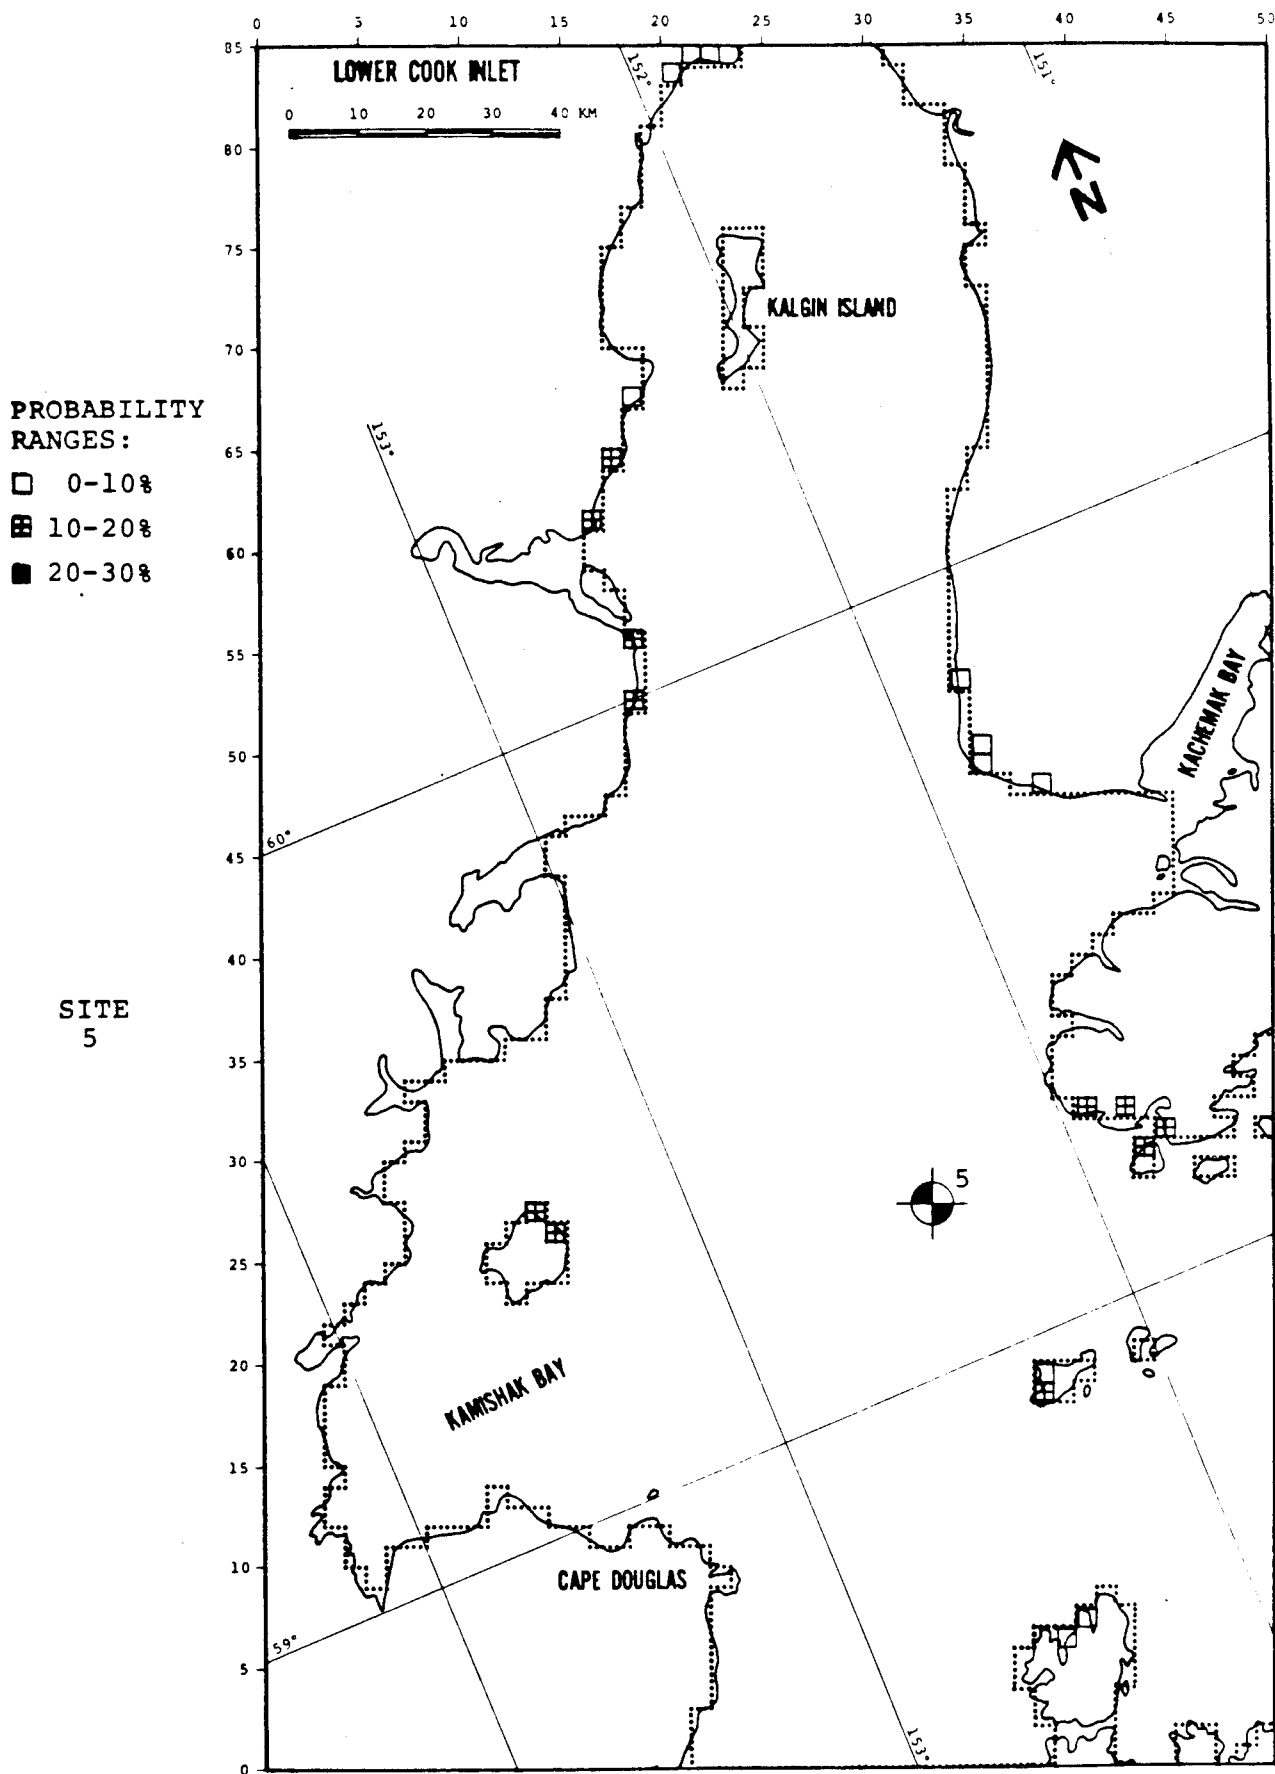 0 5 10 15 20 25 30 35 40 45 50
LOWER COOK INLET
0 10 20 30 40 KM
152°
151°
N
85
80
75
70
65
60
55
50
45
40
35
30
25
20
15
10
5
0
KALGIN ISLAND
153°
PROBABILITY
RANGES:
0-10%
10-20%
20-30%
KACHEMAK BAY
60°
SITE
5
5
KAMISHAK BAY
CAPE DOUGLAS
59°
153°